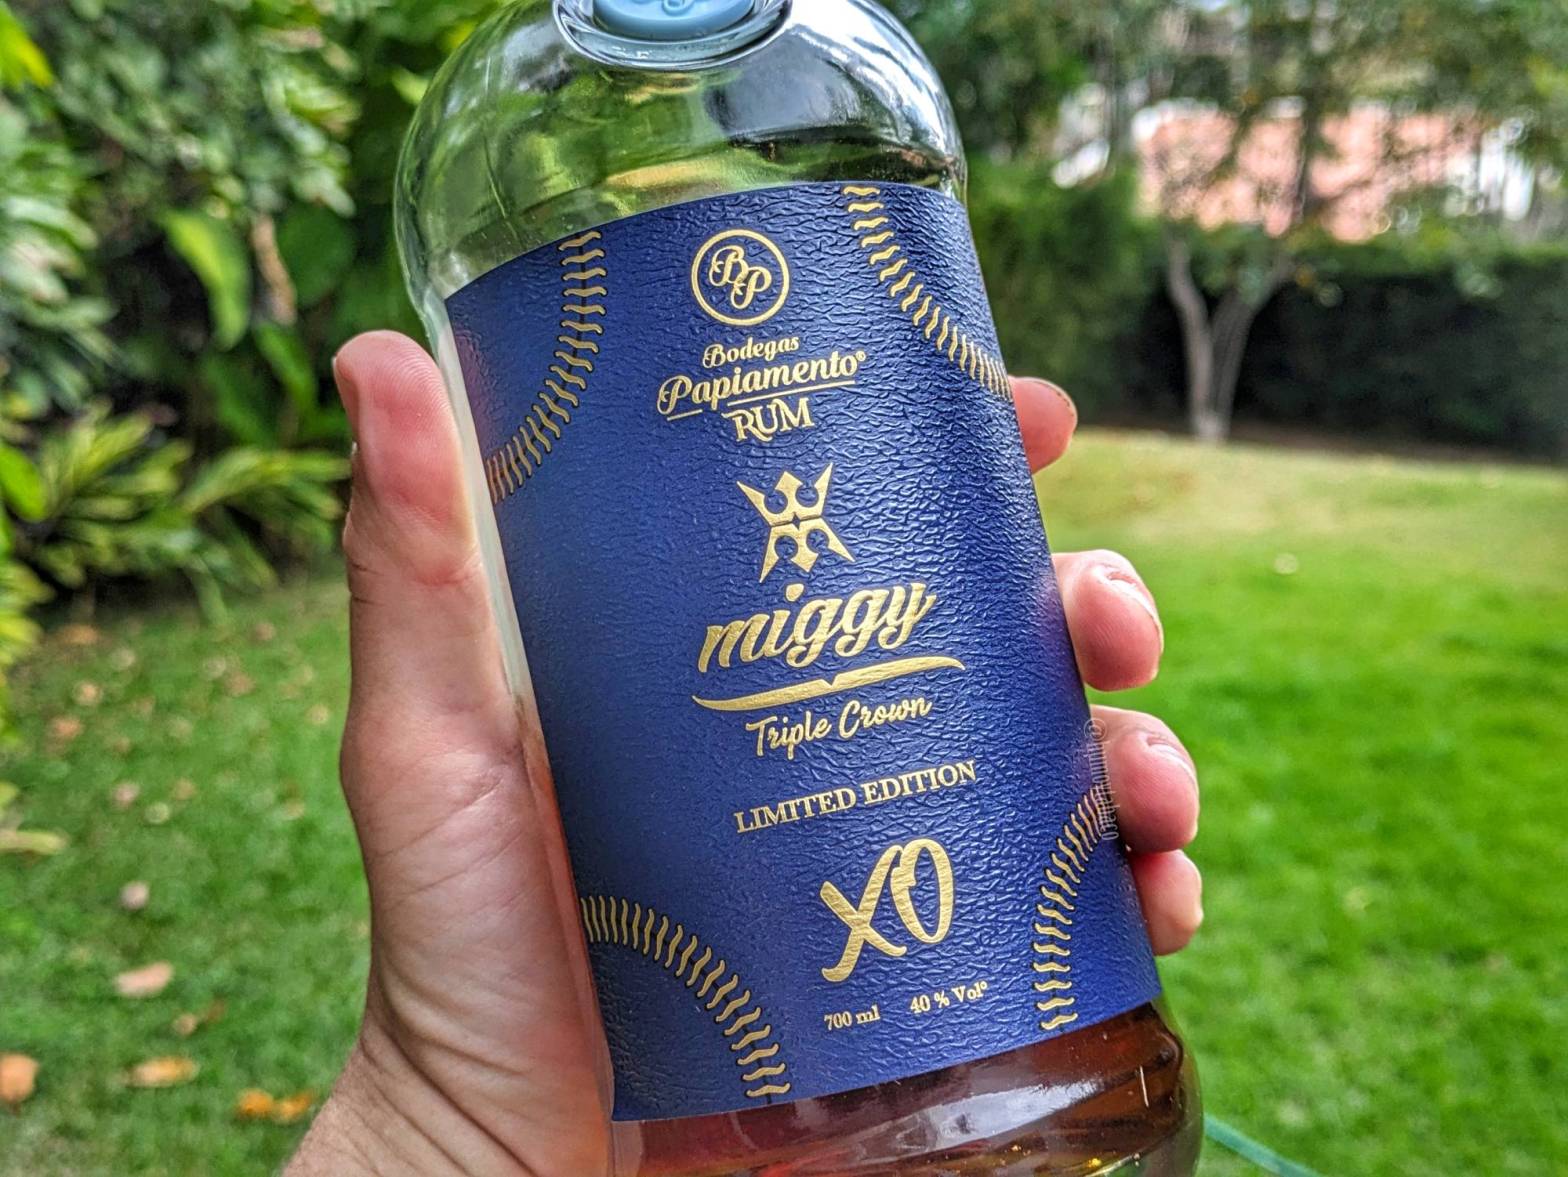 BP
Bodegas
Papiamento®
RUM
miggy
Triple Crown
LIMITED EDITION
XO
700 ml 40 % Vol°